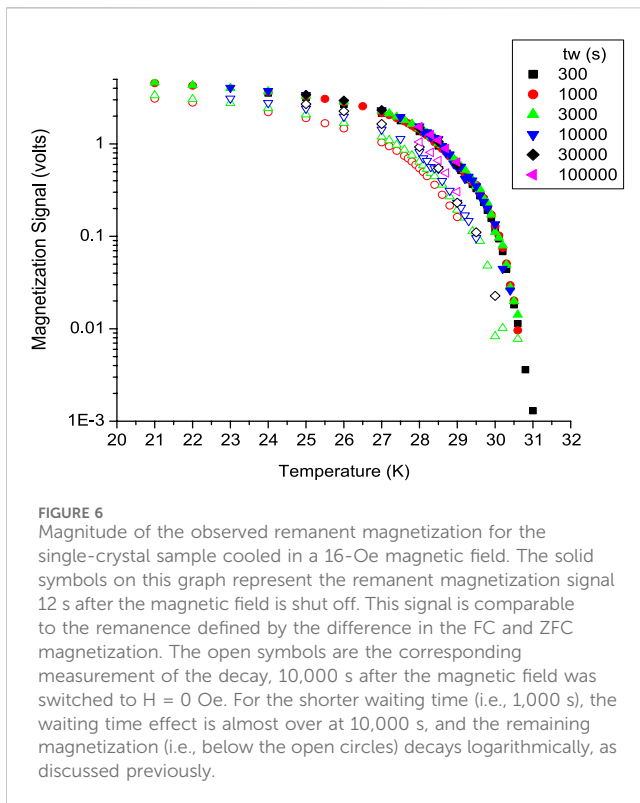 tw (s)
300
1000
3000
10000
30000
100000
Magnetization Signal (volts)
1
0.1
0.01
1E-3
20 21 22 23 24 25 26 27 28 29 30 31 32
Temperature (K)
FIGURE 6
Magnitude of the observed remanent magnetization for the
single-crystal sample cooled in a 16-Oe magnetic field. The solid
symbols on this graph represent the remanent magnetization signal
12 s after the magnetic field is shut off. This signal is comparable
to the remanence defined by the difference in the FC and ZFC
magnetization. The open symbols are the corresponding
measurement of the decay, 10,000 s after the magnetic field was
switched to H = 0 Oe. For the shorter waiting time (i.e., 1,000 s), the
waiting time effect is almost over at 10,000 s, and the remaining
magnetization (i.e., below the open circles) decays logarithmically, as
discussed previously.